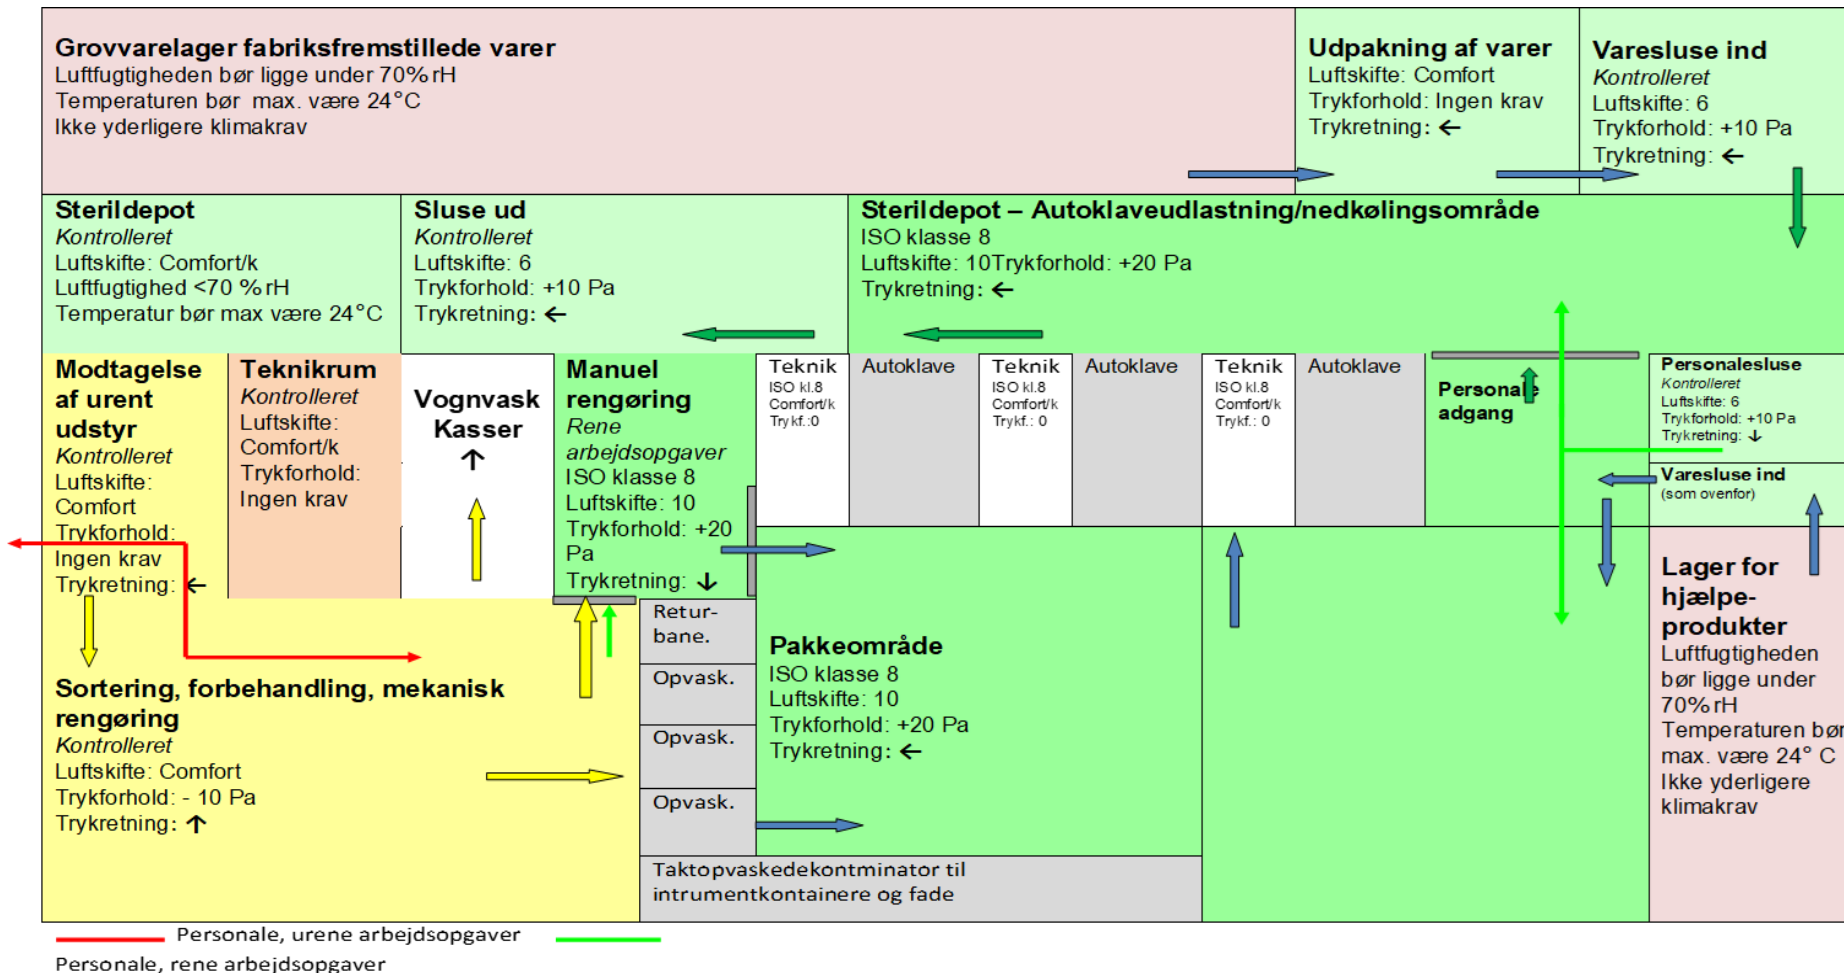 Grovvarelager fabriksfremstillede varer
Luftfugtigheden bør ligge under 70% rH
Temperaturen bør  max. være 24°C
Ikke yderligere klimakrav
Udpakning af varer
Luftskifte: Comfort
Trykforhold: Ingen krav
Trykretning: ←
Varesluse ind
Kontrolleret
Luftskifte: 6
Trykforhold: +10 Pa
Trykretning: ←
Sterildepot
Kontrolleret
Luftskifte: Comfort/k
Luftfugtighed <70 % rH
Temperatur bør max være 24°C
Sluse ud
Kontrolleret
Luftskifte: 6
Trykforhold: +10 Pa
Trykretning: ←
Sterildepot – Autoklaveudlastning/nedkølingsområde
ISO klasse 8
Luftskifte: 10Trykforhold: +20 Pa
Trykretning: ←
Modtagelse
af urent
udstyr
Kontrolleret
Luftskifte:
Comfort
Trykforhold:
Ingen krav
Trykretning: ←
Teknikrum
Kontrolleret
Luftskifte:
Comfort/k
Trykforhold:
Ingen krav
Vognvask
Kasser
↑
Manuel
rengøring
Rene
arbejdsopgaver
ISO klasse 8
Luftskifte: 10
Trykforhold: +20
Pa
Trykretning: ↓
Teknik
ISO kl.8
Comfort/k
Trykf.:0
Autoklave
Teknik
ISO kl.8
Comfort/k
Trykf.: 0
Autoklave
Teknik
ISO kl.8
Comfort/k
Trykf.: 0
Autoklave
Personale
adgang
Personalesluse
Kontrolleret
Luftskifte: 6
Trykforhold: +10 Pa
Trykretning: ↓
Varesluse ind
(som ovenfor)
Lager for
hjælpe-
produkter
Luftfugtigheden
bør ligge under
70% rH
Temperaturen bør
max. være 24° C
Ikke yderligere
klimakrav
Retur-
bane.
Opvask.
Opvask.
Opvask.
Pakkeområde
ISO klasse 8
Luftskifte: 10
Trykforhold: +20 Pa
Trykretning: ←
Sortering, forbehandling, mekanisk
rengøring
Kontrolleret
Luftskifte: Comfort
Trykforhold: - 10 Pa
Trykretning: ↑
Taktopvaskedekontminator til
intrumentkontainere og fade
Personale, urene arbejdsopgaver
Personale, rene arbejdsopgaver